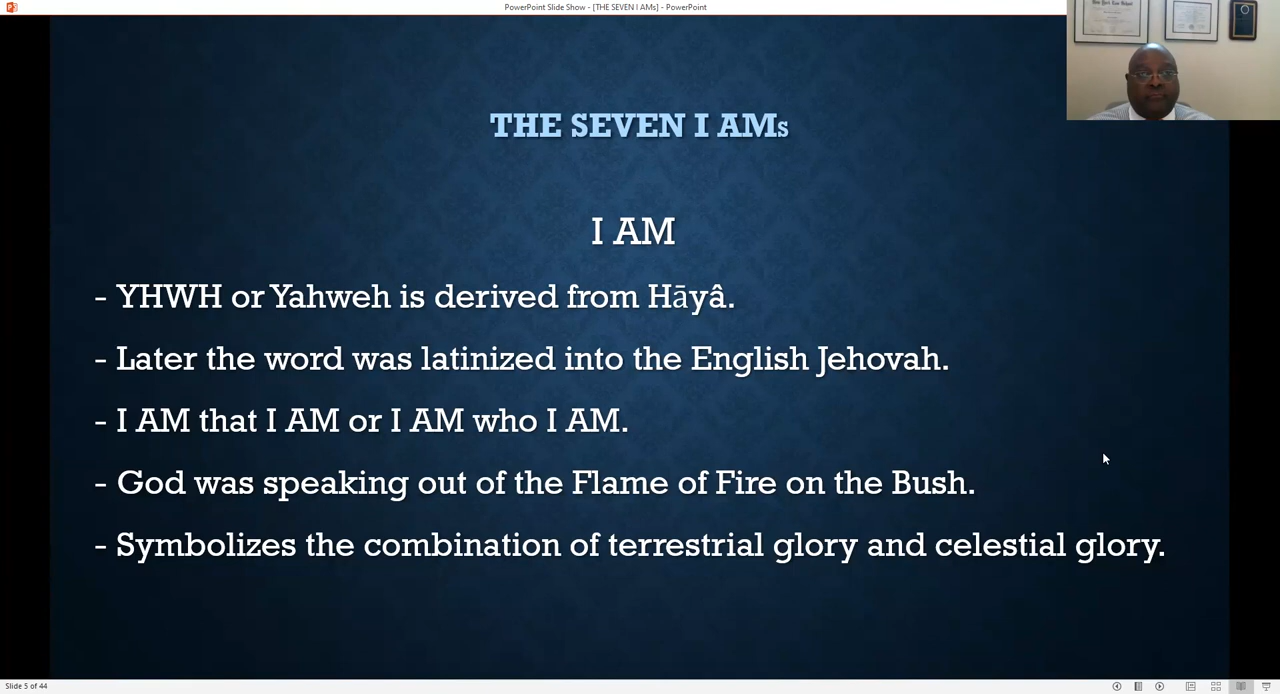 PowerPoint Slide Show - [THE SEVEN I AMs] - PowerPoint
THE SEVEN I AMs
I AM
- YHWH or Yahweh is derived from Hāyâ.
- Later the word was latinized into the English Jehovah.
- I AM that I AM or I AM who I AM.
- God was speaking out of the Flame of Fire on the Bush.
- Symbolizes the combination of terrestrial glory and celestial glory.
Slide 5 of 44